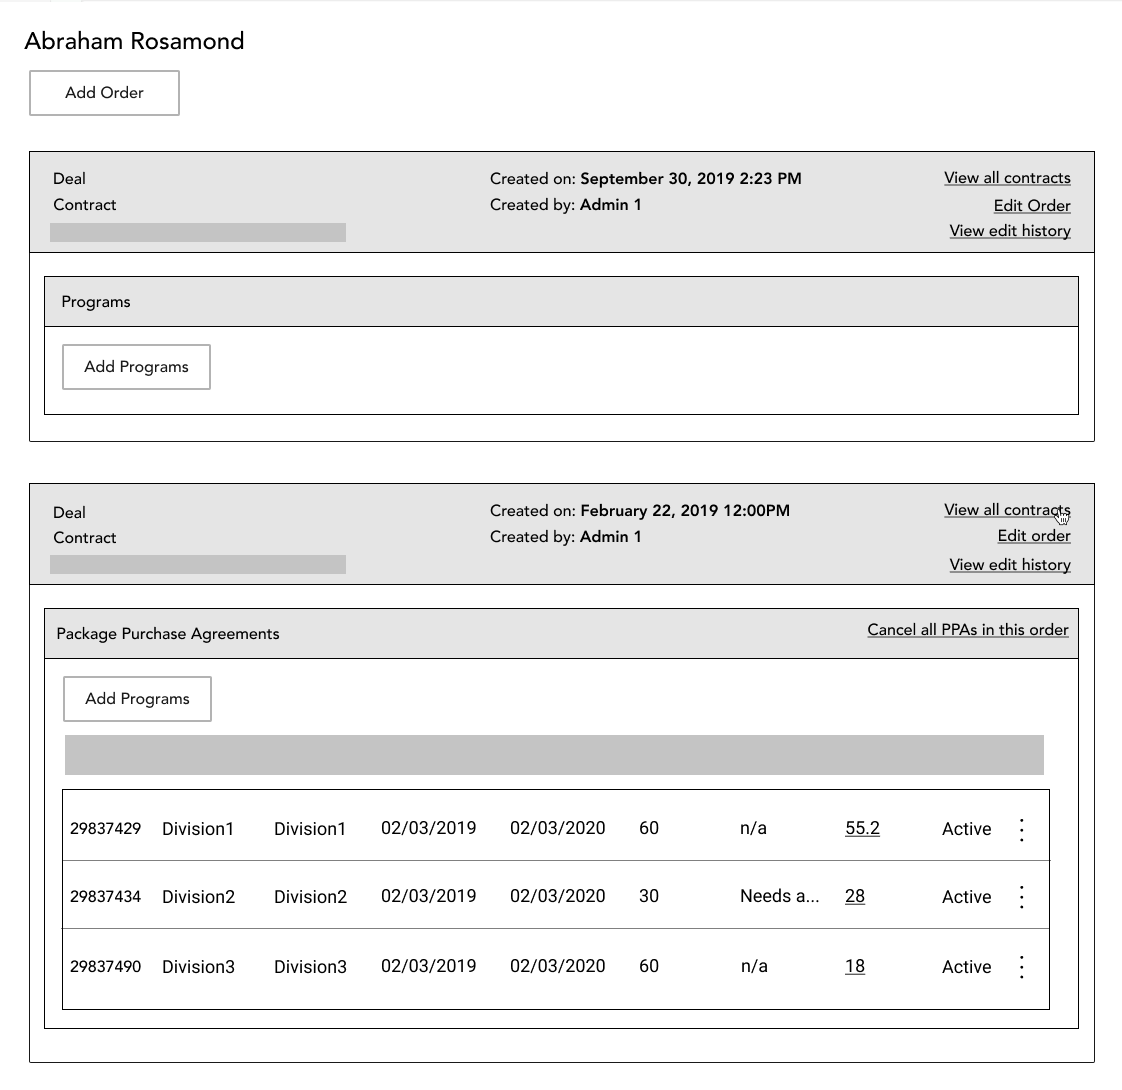 Abraham Rosamond
Add Order
Deal
Contract
Created on: September 30, 2019 2:23 PM
Created by: Admin 1
View all contracts
Edit Order
View edit history
Programs
Add Programs
Deal
Contract
Created on: February 22, 2019 12:00PM
Created by: Admin 1
View all contracts
Edit order
View edit history
Package Purchase Agreements
Cancel all PPAs in this order
Add Programs
29837429 Division1 Division1 02/03/2019 02/03/2020 60 n/a 55.2 Active
29837434 Division2 Division2 02/03/2019 02/03/2020 30 Needs a... 28 Active
29837490 Division3 Division3 02/03/2019 02/03/2020 60 n/a 18 Active